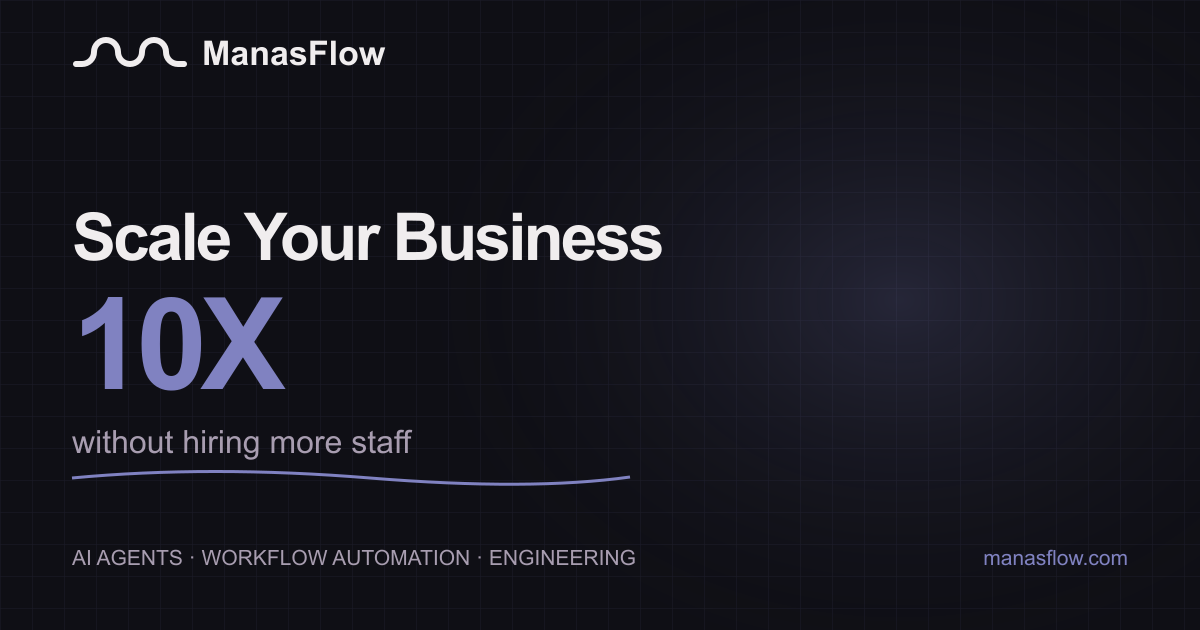 ManasFlow
Scale Your Business
10X
without hiring more staff
AI AGENTS · WORKFLOW AUTOMATION · ENGINEERING
manasflow.com